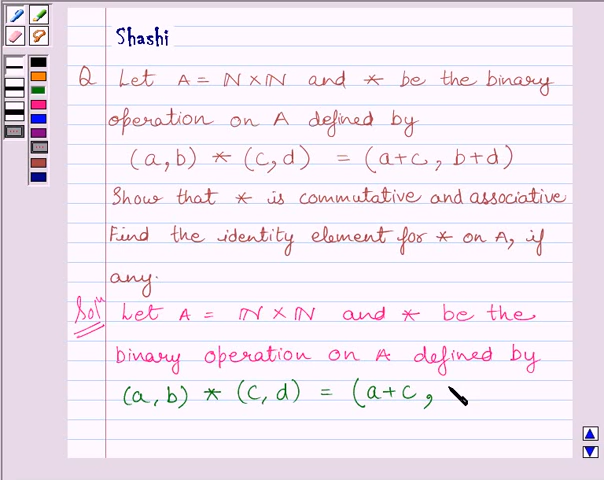 Shashi
Q Let A = ℕ × ℕ and * be the binary
operation on A defined by
(a, b) * (c, d) = (a+c, b+d)
Show that * is commutative and associative
Find the identity element for * on A, if
any.
Solⁿ Let A = ℕ × ℕ and * be the
binary operation on A defined by
(a, b) * (c, d) = (a+c,